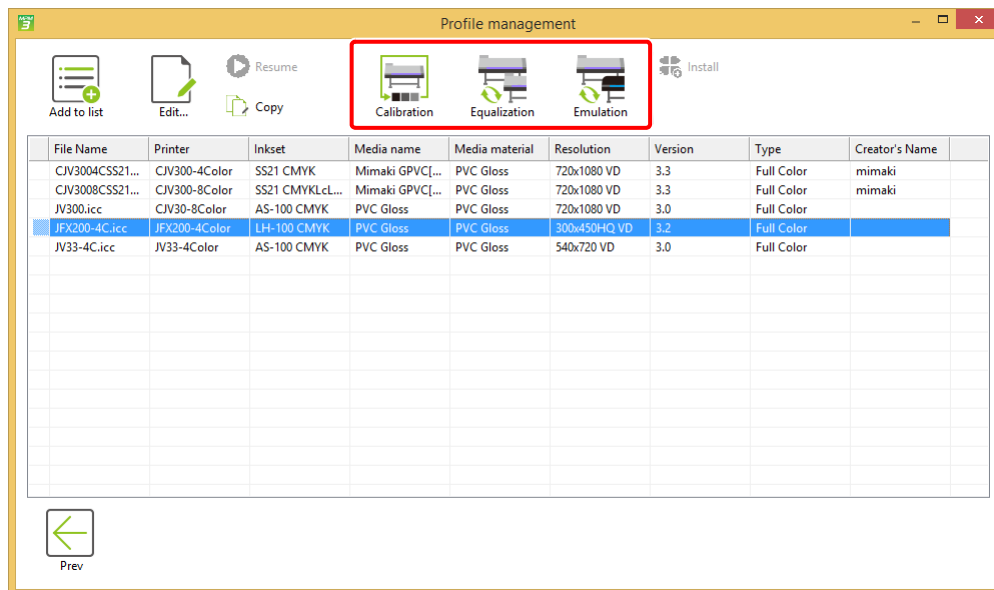 MPM
3
Profile management
Add to list
Edit...
Resume
Copy
Calibration
Equalization
Emulation
Install
File Name Printer Inkset Media name Media material Resolution Version Type Creator's Name
CJV3004CSS21... CJV300-4Color SS21 CMYK Mimaki GPVC[... PVC Gloss 720x1080 VD 3.3 Full Color mimaki
CJV3008CSS21... CJV300-8Color SS21 CMYKLcL... Mimaki GPVC[... PVC Gloss 720x1080 VD 3.3 Full Color mimaki
JV300.icc CJV30-8Color AS-100 CMYK PVC Gloss PVC Gloss 720x1080 VD 3.0 Full Color
JFX200-4C.icc JFX200-4Color LH-100 CMYK PVC Gloss PVC Gloss 300x450HQ VD 3.2 Full Color
JV33-4C.icc JV33-4Color AS-100 CMYK PVC Gloss PVC Gloss 540x720 VD 3.0 Full Color
Prev